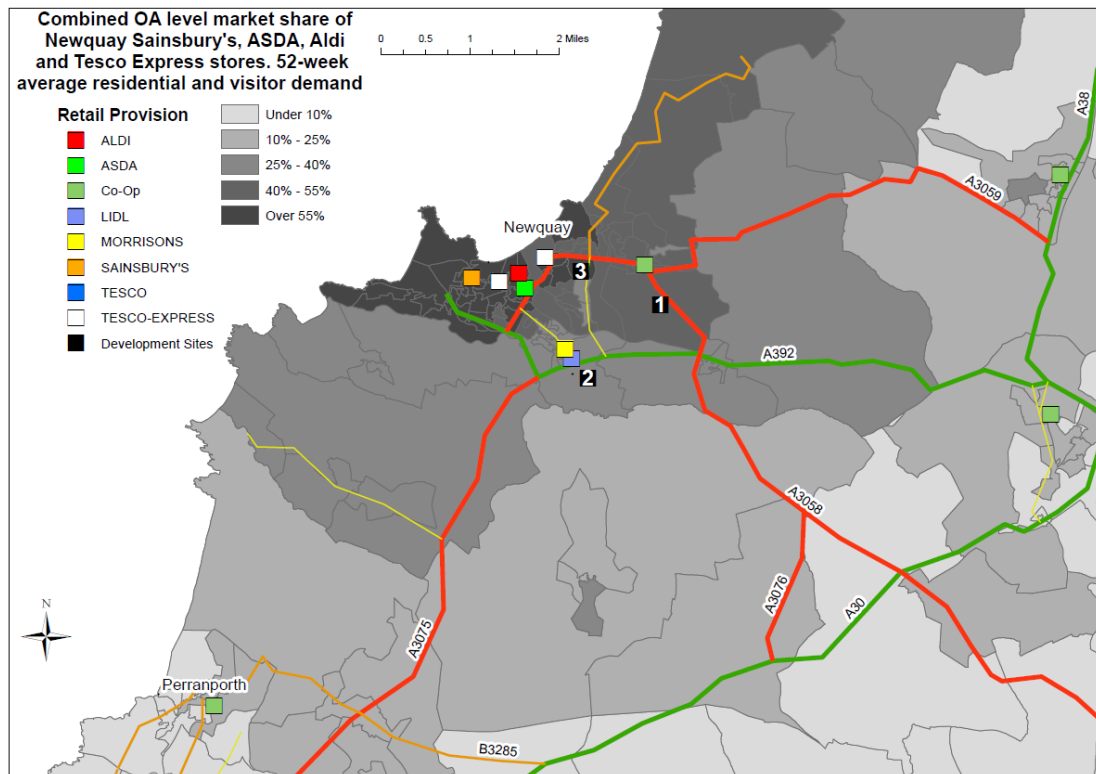 Combined OA level market share of
Newquay Sainsbury's, ASDA, Aldi
and Tesco Express stores. 52-week
average residential and visitor demand
0 0.5 1 2 Miles
Retail Provision
ALDI
ASDA
Co-Op
LIDL
MORRISONS
SAINSBURY'S
TESCO
TESCO-EXPRESS
Development Sites
Under 10%
10% - 25%
25% - 40%
40% - 55%
Over 55%
A38
A3059
Newquay
3
1
A392
2
A3058
A3076
A30
A3075
N
Perranporth
B3285